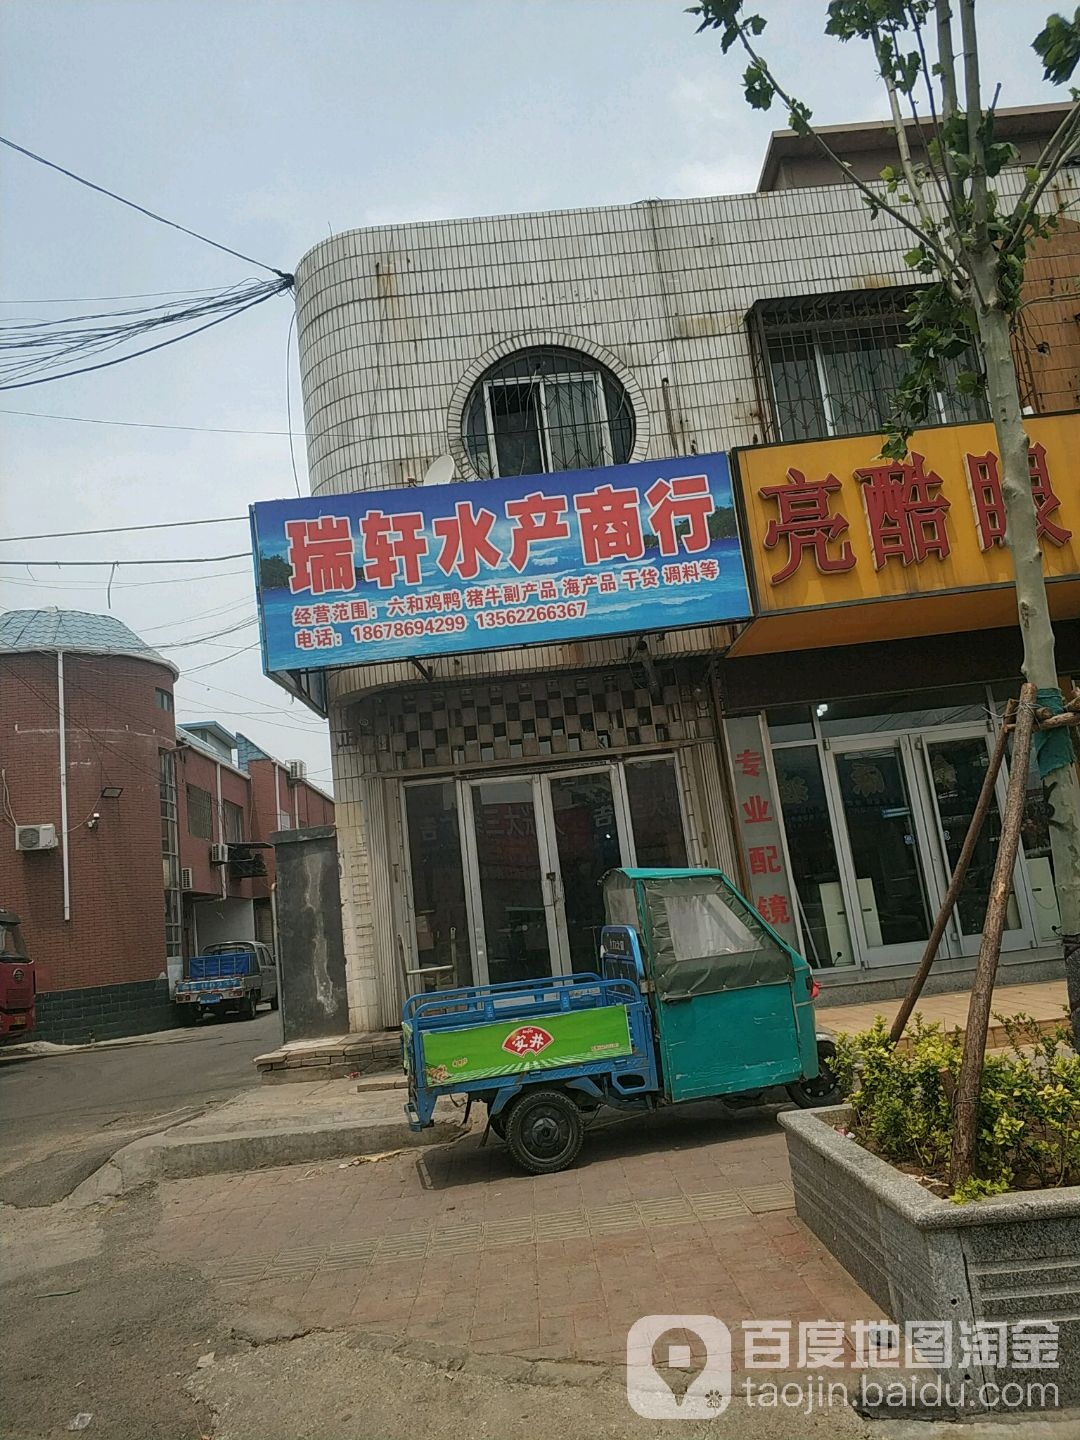 瑞轩水产商行
经营范围：六和鸡鸭 猪牛副产品 海产品 干货 调料等
电话：18678694299 13562266367
亮酷眼
专业配镜
安井
百度地图淘金
taojin.baidu.com